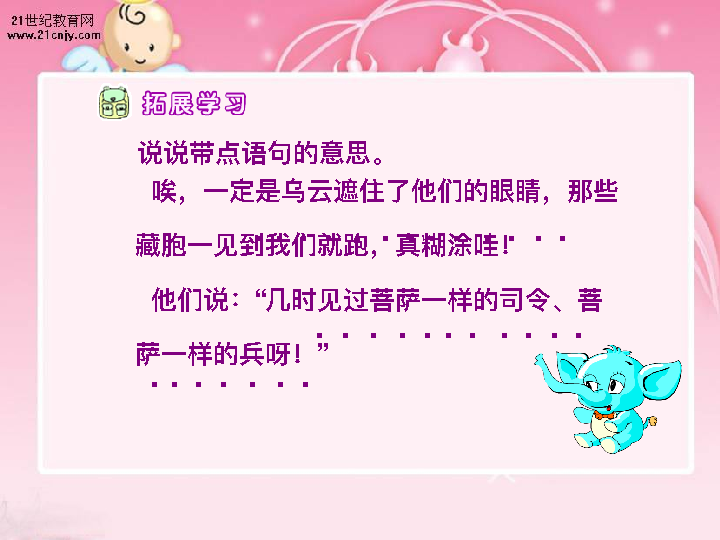 21世纪教育网
www.21cnjy.com
拓展学习
说说带点语句的意思。
唉，一定是乌云遮住了他们的眼睛，那些
藏胞一见到我们就跑，真糊涂哇！
他们说：“几时见过菩萨一样的司令、菩
萨一样的兵呀！”